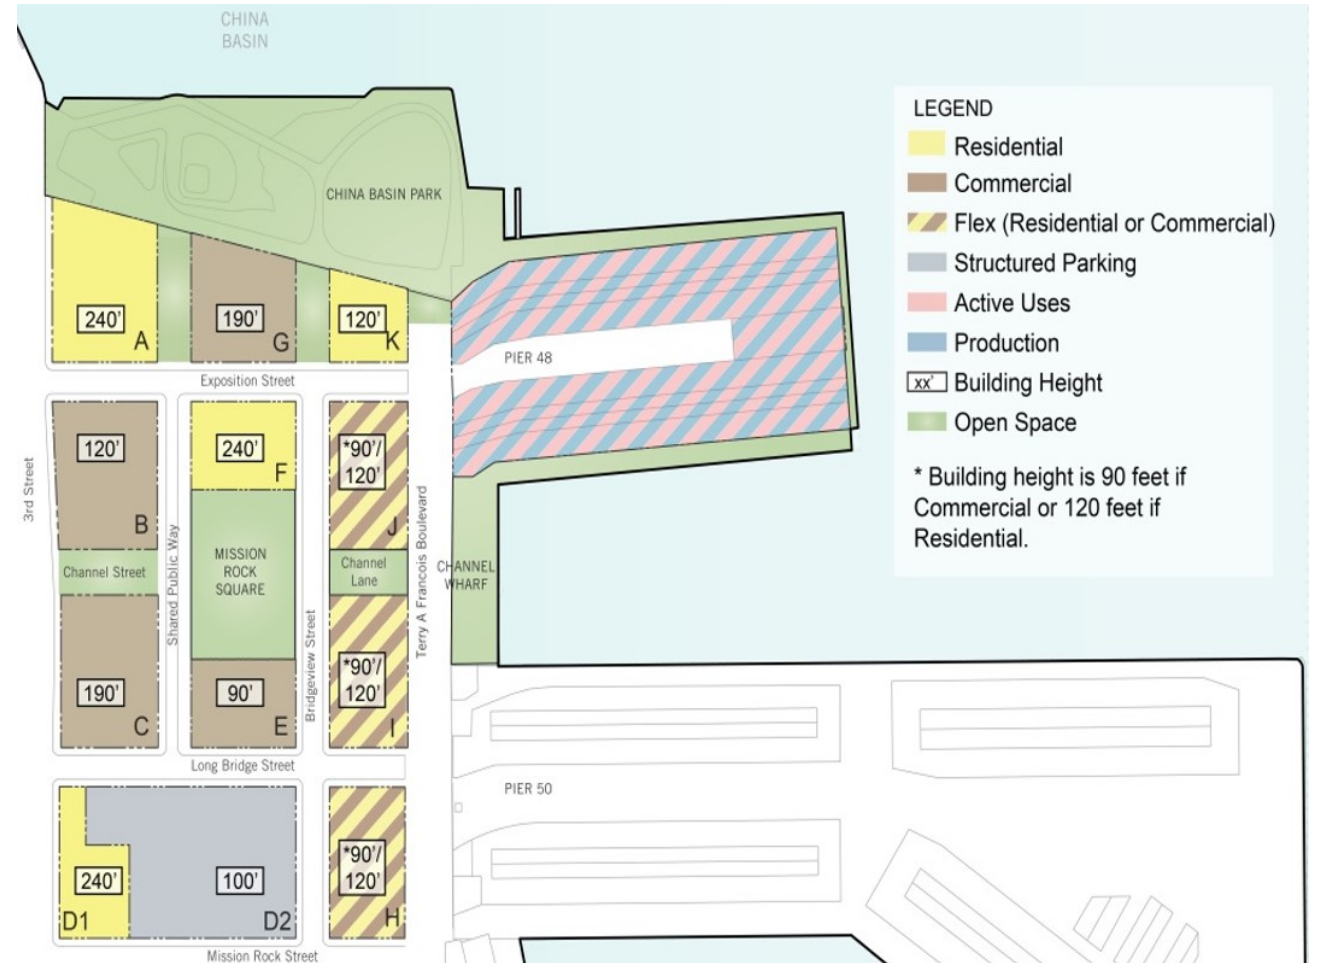 CHINA
BASIN
LEGEND
Residential
Commercial
Flex (Residential or Commercial)
Structured Parking
Active Uses
Production
xx' Building Height
Open Space
* Building height is 90 feet if
Commercial or 120 feet if
Residential.
CHINA BASIN PARK
240'
A
190'
G
120'
K
PIER 48
Exposition Street
120'
B
240'
F
*90'/
120'
J
3rd Street
Channel Street
Shared Public Way
MISSION
ROCK
SQUARE
Bridgeview Street
Channel
Lane
Terry A Francois Boulevard
CHANNEL
WHARF
190'
C
90'
E
*90'/
120'
I
Long Bridge Street
PIER 50
240'
D1
100'
D2
*90'/
120'
H
Mission Rock Street